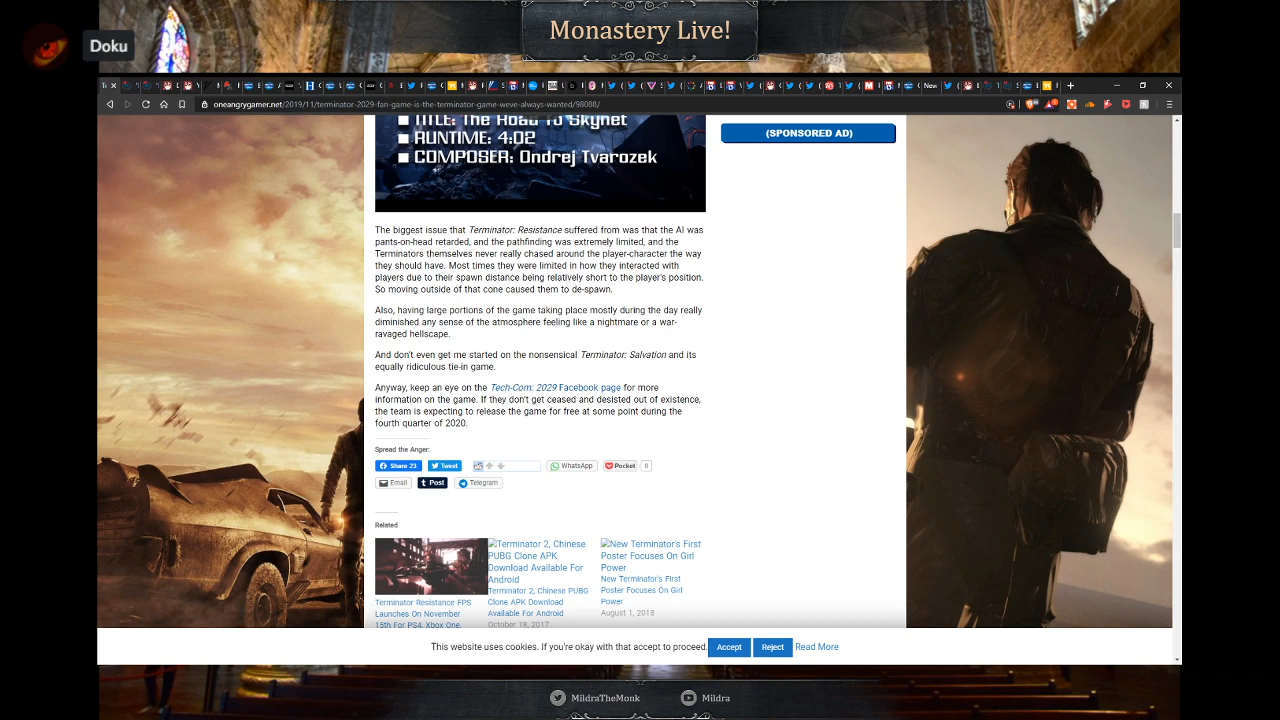 Monastery Live!
Doku
New
oneangrygamer.net/2019/11/terminator-2029-fan-game-is-the-terminator-game-weve-always-wanted/98088/
TITLE: The Road To Skynet
RUNTIME: 4:02
COMPOSER: Ondrej Tvarozek
(SPONSORED AD)
The biggest issue that Terminator: Resistance suffered from was that the AI was
pants-on-head retarded, and the pathfinding was extremely limited, and the
Terminators themselves never really chased around the player-character the way
they should have. Most times they were limited in how they interacted with
players due to their spawn distance being relatively short to the player's position.
So moving outside of that cone caused them to de-spawn.
Also, having large portions of the game taking place mostly during the day really
diminished any sense of the atmosphere feeling like a nightmare or a war-
ravaged hellscape.
And don't even get me started on the nonsensical Terminator: Salvation and its
equally ridiculous tie-in game.
Anyway, keep an eye on the Tech-Com: 2029 Facebook page for more
information on the game. If they don't get ceased and desisted out of existence,
the team is expecting to release the game for free at some point during the
fourth quarter of 2020.
Spread the Anger:
Share 23 Tweet WhatsApp Pocket 0
Email Post Telegram
Related
Terminator Resistance FPS
Launches On November
15th For PS4, Xbox One,
Terminator 2, Chinese
PUBG Clone APK
Download Available For
Android
Terminator 2, Chinese PUBG
Clone APK Download
Available For Android
October 18, 2017
New Terminator's First
Poster Focuses On Girl
Power
New Terminator's First
Poster Focuses On Girl
Power
August 1, 2018
This website uses cookies. If you're okay with that accept to proceed. Accept Reject Read More
MildraTheMonk Mildra